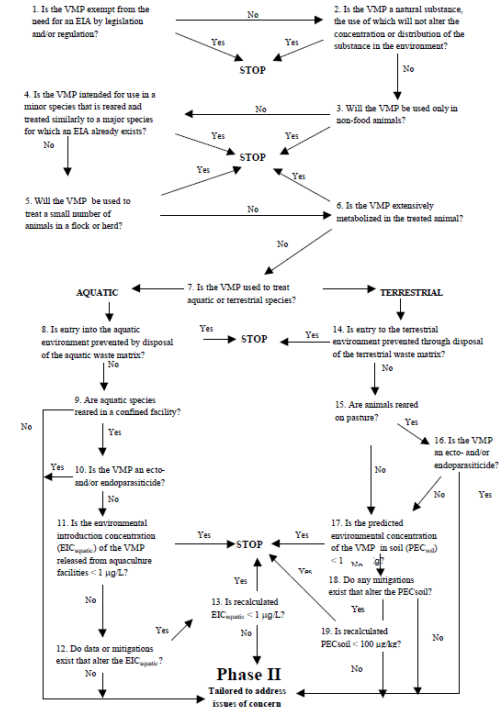 1. Is the VMP exempt from the
need for an EIA by legislation
and/or regulation?
No
2. Is the VMP a natural substance,
the use of which will not alter the
concentration or distribution of the
substance in the environment?
Yes
Yes
STOP
No
4. Is the VMP intended for use in a
minor species that is reared and
treated similarly to a major species
for which an EIA already exists?
No
3. Will the VMP be used only in
non-food animals?
Yes
Yes
No
STOP
Yes
Yes
5. Will the VMP be used to
treat a small number of
animals in a flock or herd?
No
6. Is the VMP extensively
metabolized in the treated animal?
No
7. Is the VMP used to treat
aquatic or terrestrial species?
AQUATIC
TERRESTRIAL
8. Is entry into the aquatic
environment prevented by disposal
of the aquatic waste matrix?
Yes
STOP
Yes
14. Is entry to the terrestrial
environment prevented through disposal
of the terrestrial waste matrix?
No
No
9. Are aquatic species
reared in a confined facility?
No
Yes
15. Are animals reared
on pasture?
Yes
16. Is the VMP
an ecto- and/or
endoparasiticide?
Yes
10. Is the VMP an ecto-
and/or endoparasiticide?
No
No
No
Yes
11. Is the environmental
introduction concentration
(EICaquatic) of the VMP
released from aquaculture
facilities < 1 µg/L?
Yes
STOP
Yes
17. Is the predicted
environmental concentration
of the VMP in soil (PECsoil)
< 1
No
Yes
18. Do any mitigations
exist that alter the PECsoil?
Yes
No
13. Is recalculated
EICaquatic < 1 µg/L?
Yes
No
19. Is recalculated
PECsoil < 100 µg/kg?
No
Yes
No
12. Do data or mitigations
exist that alter the EICaquatic?
No
Phase II
Tailored to address
issues of concern